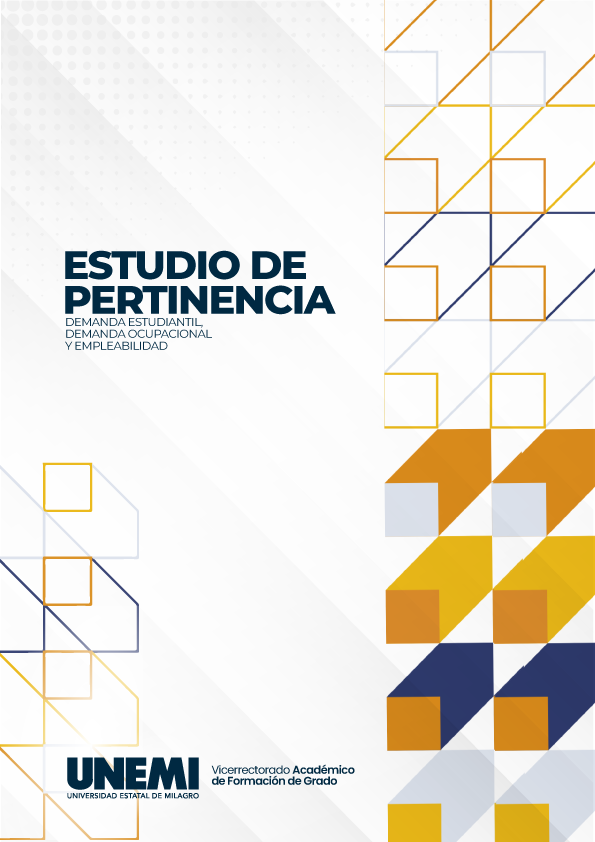 ESTUDIO DE
PERTINENCIA
DEMANDA ESTUDIANTIL,
DEMANDA OCUPACIONAL
Y EMPLEABILIDAD
UNEMI
UNIVERSIDAD ESTATAL DE MILAGRO
Vicerrectorado Académico
de Formación de Grado